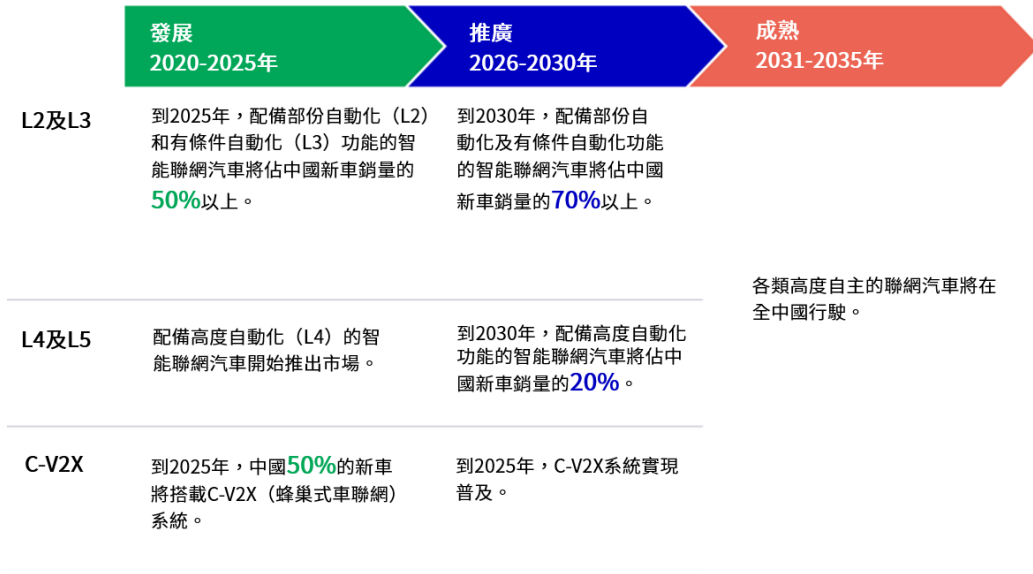 發展
2020-2025年
推廣
2026-2030年
成熟
2031-2035年
L2及L3
到2025年，配備部份自動化（L2）
和有條件自動化（L3）功能的智
能聯網汽車將佔中國新車銷量的
50%以上。
到2030年，配備部份自
動化及有條件自動化功能
的智能聯網汽車將佔中國
新車銷量的70%以上。
各類高度自主的聯網汽車將在
全中國行駛。
L4及L5
配備高度自動化（L4）的智
能聯網汽車開始推出市場。
到2030年，配備高度自動化
功能的智能聯網汽車將佔中
國新車銷量的20%。
C-V2X
到2025年，中國50%的新車
將搭載C-V2X（蜂巢式車聯網）
系統。
到2025年，C-V2X系統實現
普及。